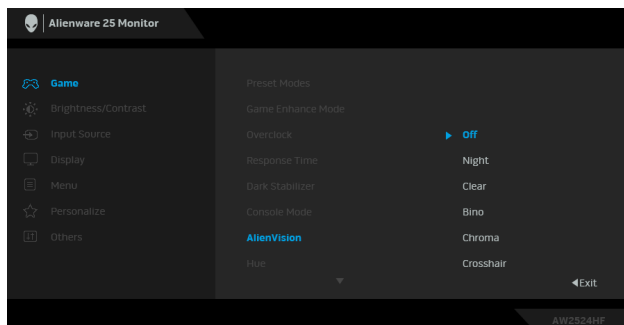 Alienware 25 Monitor
Game
Brightness/Contrast
Input Source
Display
Menu
Personalize
Others
Preset Modes
Game Enhance Mode
Overclock
Response Time
Dark Stabilizer
Console Mode
AlienVision
Hue
Off
Night
Clear
Bino
Chroma
Crosshair
Exit
AW2524HF